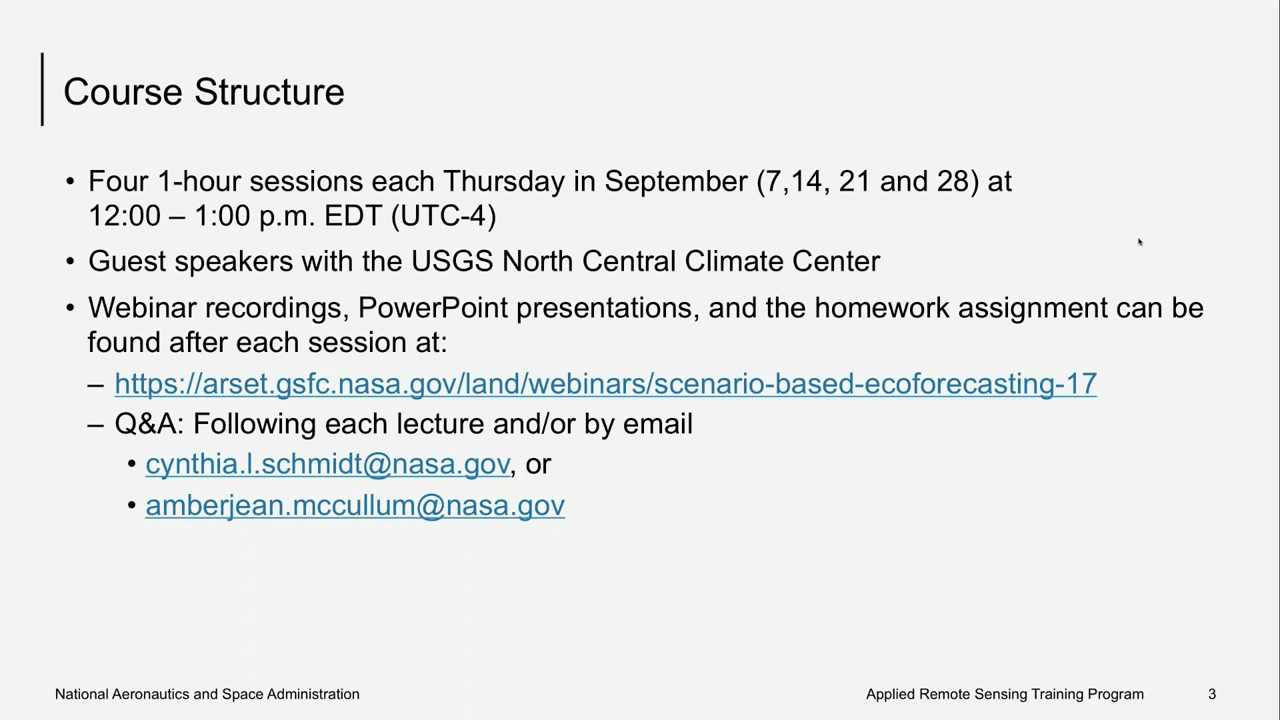 Course Structure
• Four 1-hour sessions each Thursday in September (7,14, 21 and 28) at
12:00 – 1:00 p.m. EDT (UTC-4)
• Guest speakers with the USGS North Central Climate Center
• Webinar recordings, PowerPoint presentations, and the homework assignment can be
found after each session at:
– https://arset.gsfc.nasa.gov/land/webinars/scenario-based-ecoforecasting-17
– Q&A: Following each lecture and/or by email
• cynthia.l.schmidt@nasa.gov, or
• amberjean.mccullum@nasa.gov
National Aeronautics and Space Administration
Applied Remote Sensing Training Program
3